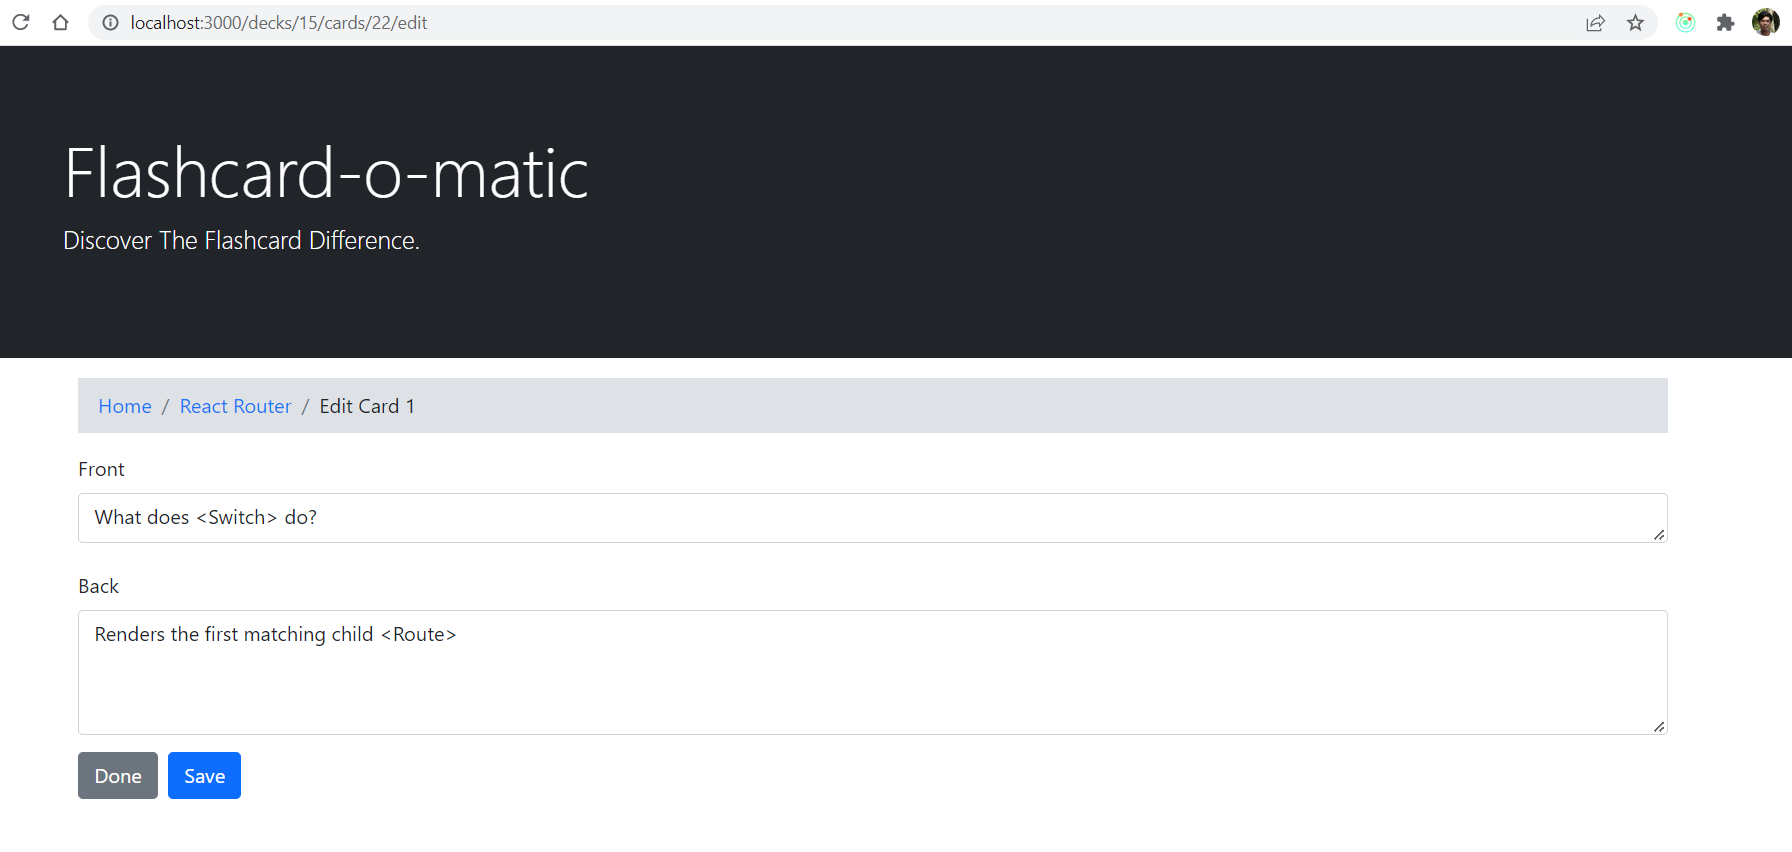 localhost:3000/decks/15/cards/22/edit
Flashcard-o-matic
Discover The Flashcard Difference.
Home / React Router / Edit Card 1
Front
What does <Switch> do?
Back
Renders the first matching child <Route>
Done Save